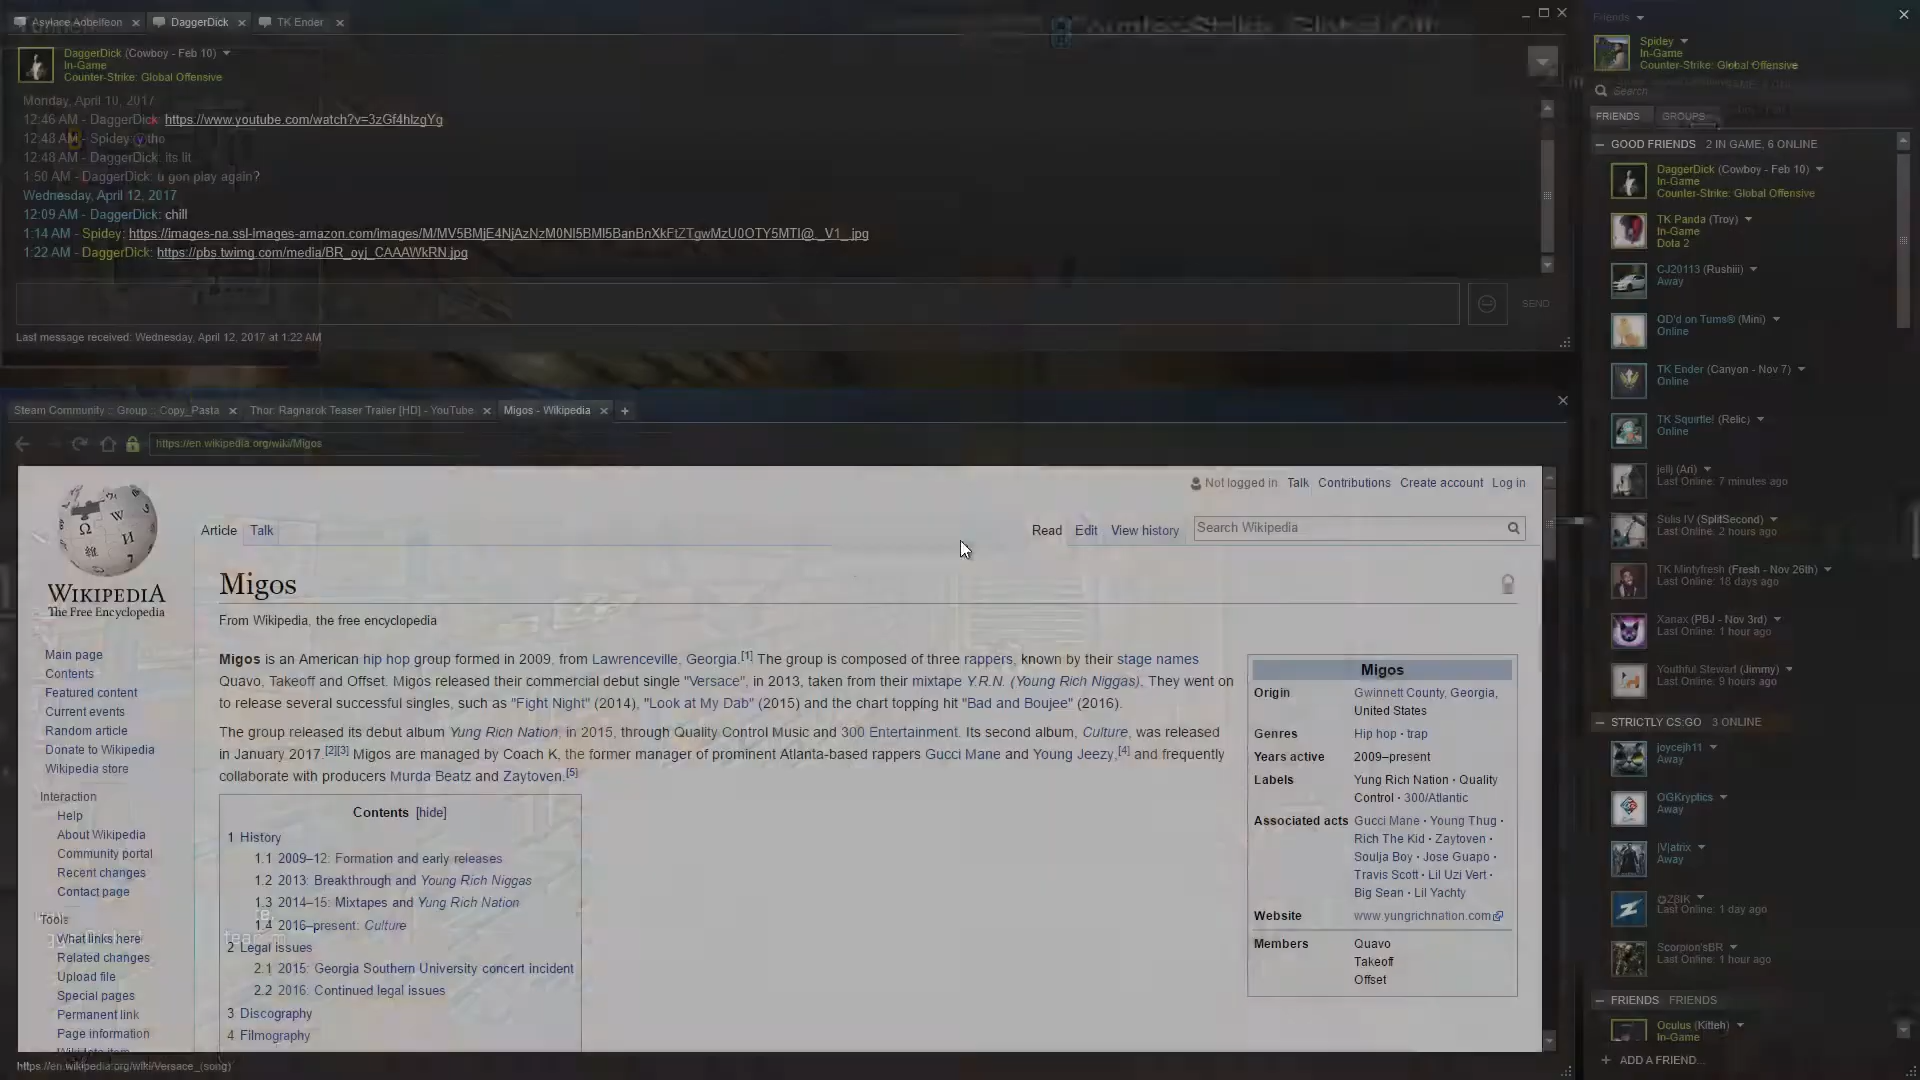 Asylace Aobelfeon
DaggerDick
TK Ender
DaggerDick (Cowboy - Feb 10)
In-Game
Counter-Strike: Global Offensive
Monday, April 10, 2017
12:46 AM - DaggerDick: https://www.youtube.com/watch?v=3zGf4hlzgYg
12:48 AM - Spidey tho
12:48 AM - DaggerDick: its lit
1:50 AM - DaggerDick: u gon play again?
Wednesday, April 12, 2017
12:09 AM - DaggerDick: chill
1:14 AM - Spidey: https://images-na.ssl-images-amazon.com/images/M/MV5BMjE4NjAzNzM0Nl5BMl5BanBnXkFtZTgwMzU0OTY5MTI@._V1_.jpg
1:22 AM - DaggerDick: https://pbs.twimg.com/media/BR_oyj_CAAAWkRN.jpg
SEND
Last message received: Wednesday, April 12, 2017 at 1:22 AM
Steam Community :: Group :: Copy_Pasta
Thor: Ragnarok Teaser Trailer [HD] - YouTube
Migos - Wikipedia
https://en.wikipedia.org/wiki/Migos
Not logged in Talk Contributions Create account Log in
Article Talk
Read Edit View history
Search Wikipedia
WIKIPEDIA
The Free Encyclopedia
Main page
Contents
Featured content
Current events
Random article
Donate to Wikipedia
Wikipedia store
Interaction
Help
About Wikipedia
Community portal
Recent changes
Contact page
Tools
What links here
Related changes
Upload file
Special pages
Permanent link
Page information
Wikidata item
Migos
From Wikipedia, the free encyclopedia
Migos is an American hip hop group formed in 2009, from Lawrenceville, Georgia.[1] The group is composed of three rappers, known by their stage names
Quavo, Takeoff and Offset. Migos released their commercial debut single "Versace", in 2013, taken from their mixtape Y.R.N. (Young Rich Niggas). They went on
to release several successful singles, such as "Fight Night" (2014), "Look at My Dab" (2015) and the chart topping hit "Bad and Boujee" (2016).
The group released its debut album Yung Rich Nation, in 2015, through Quality Control Music and 300 Entertainment. Its second album, Culture, was released
in January 2017.[2][3] Migos are managed by Coach K, the former manager of prominent Atlanta-based rappers Gucci Mane and Young Jeezy,[4] and frequently
collaborate with producers Murda Beatz and Zaytoven.[5]
Contents [hide]
1 History
1.1 2009–12: Formation and early releases
1.2 2013: Breakthrough and Young Rich Niggas
1.3 2014–15: Mixtapes and Yung Rich Nation
1.4 2016–present: Culture
2 Legal issues
2.1 2015: Georgia Southern University concert incident
2.2 2016: Continued legal issues
3 Discography
4 Filmography
Migos
Origin Gwinnett County, Georgia,
United States
Genres Hip hop · trap
Years active 2009–present
Labels Yung Rich Nation · Quality
Control · 300/Atlantic
Associated acts Gucci Mane · Young Thug ·
Rich The Kid · Zaytoven ·
Soulja Boy · Jose Guapo ·
Travis Scott · Lil Uzi Vert ·
Big Sean · Lil Yachty
Website www.yungrichnation.com
Members Quavo
Takeoff
Offset
https://en.wikipedia.org/wiki/Versace_(song)
Friends
Spidey
In-Game
Counter-Strike: Global Offensive
Search
FRIENDS GROUPS
GOOD FRIENDS 2 IN GAME, 6 ONLINE
DaggerDick (Cowboy - Feb 10)
In-Game
Counter-Strike: Global Offensive
TK Panda (Troy)
In-Game
Dota 2
CJ20113 (Rushiii)
Away
OD'd on Tums® (Mini)
Online
TK Ender (Canyon - Nov 7)
Online
TK Squirtle! (Relic)
Online
jellj (Ari)
Last Online: 7 minutes ago
Solis IV (SplitSecond)
Last Online: 2 hours ago
TK Mintyfresh (Fresh - Nov 26th)
Last Online: 18 days ago
Xanax (PBJ - Nov 3rd)
Last Online: 1 hour ago
Youthful Stewart (Jimmy)
Last Online: 9 hours ago
STRICTLY CS:GO 3 ONLINE
joycejh11
Away
OGKryptics
Away
|V|atrix
Away
Last Online: 1 day ago
Scorpion'sBR
Last Online: 1 hour ago
FRIENDS FRIENDS
Oculus (Kitteh)
In-Game
+ ADD A FRIEND...